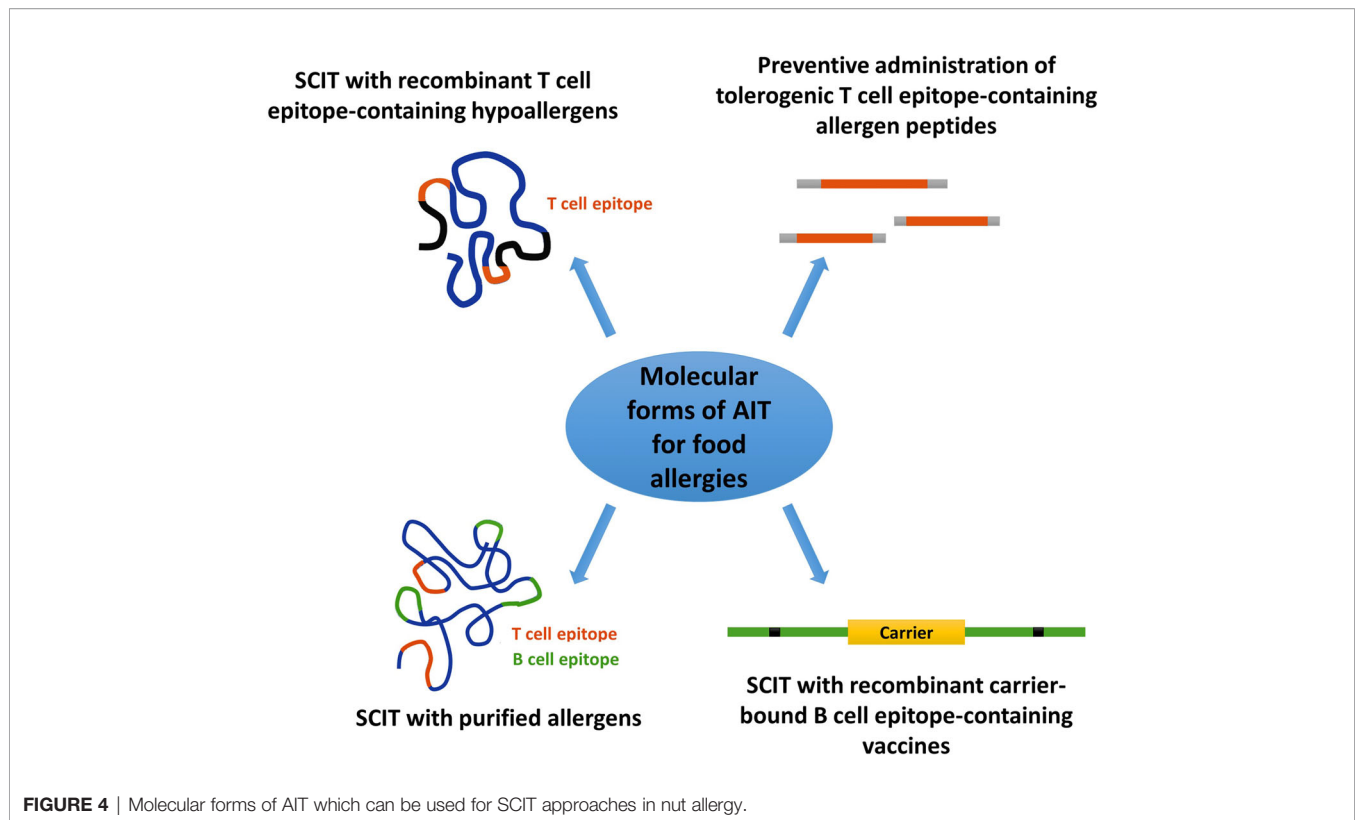 SCIT with recombinant T cell
epitope-containing hypoallergens
T cell epitope
Preventive administration of
tolerogenic T cell epitope-containing
allergen peptides
Molecular
forms of AIT
for food
allergies
T cell epitope
B cell epitope
SCIT with purified allergens
Carrier
SCIT with recombinant carrier-
bound B cell epitope-containing
vaccines
FIGURE 4 | Molecular forms of AIT which can be used for SCIT approaches in nut allergy.